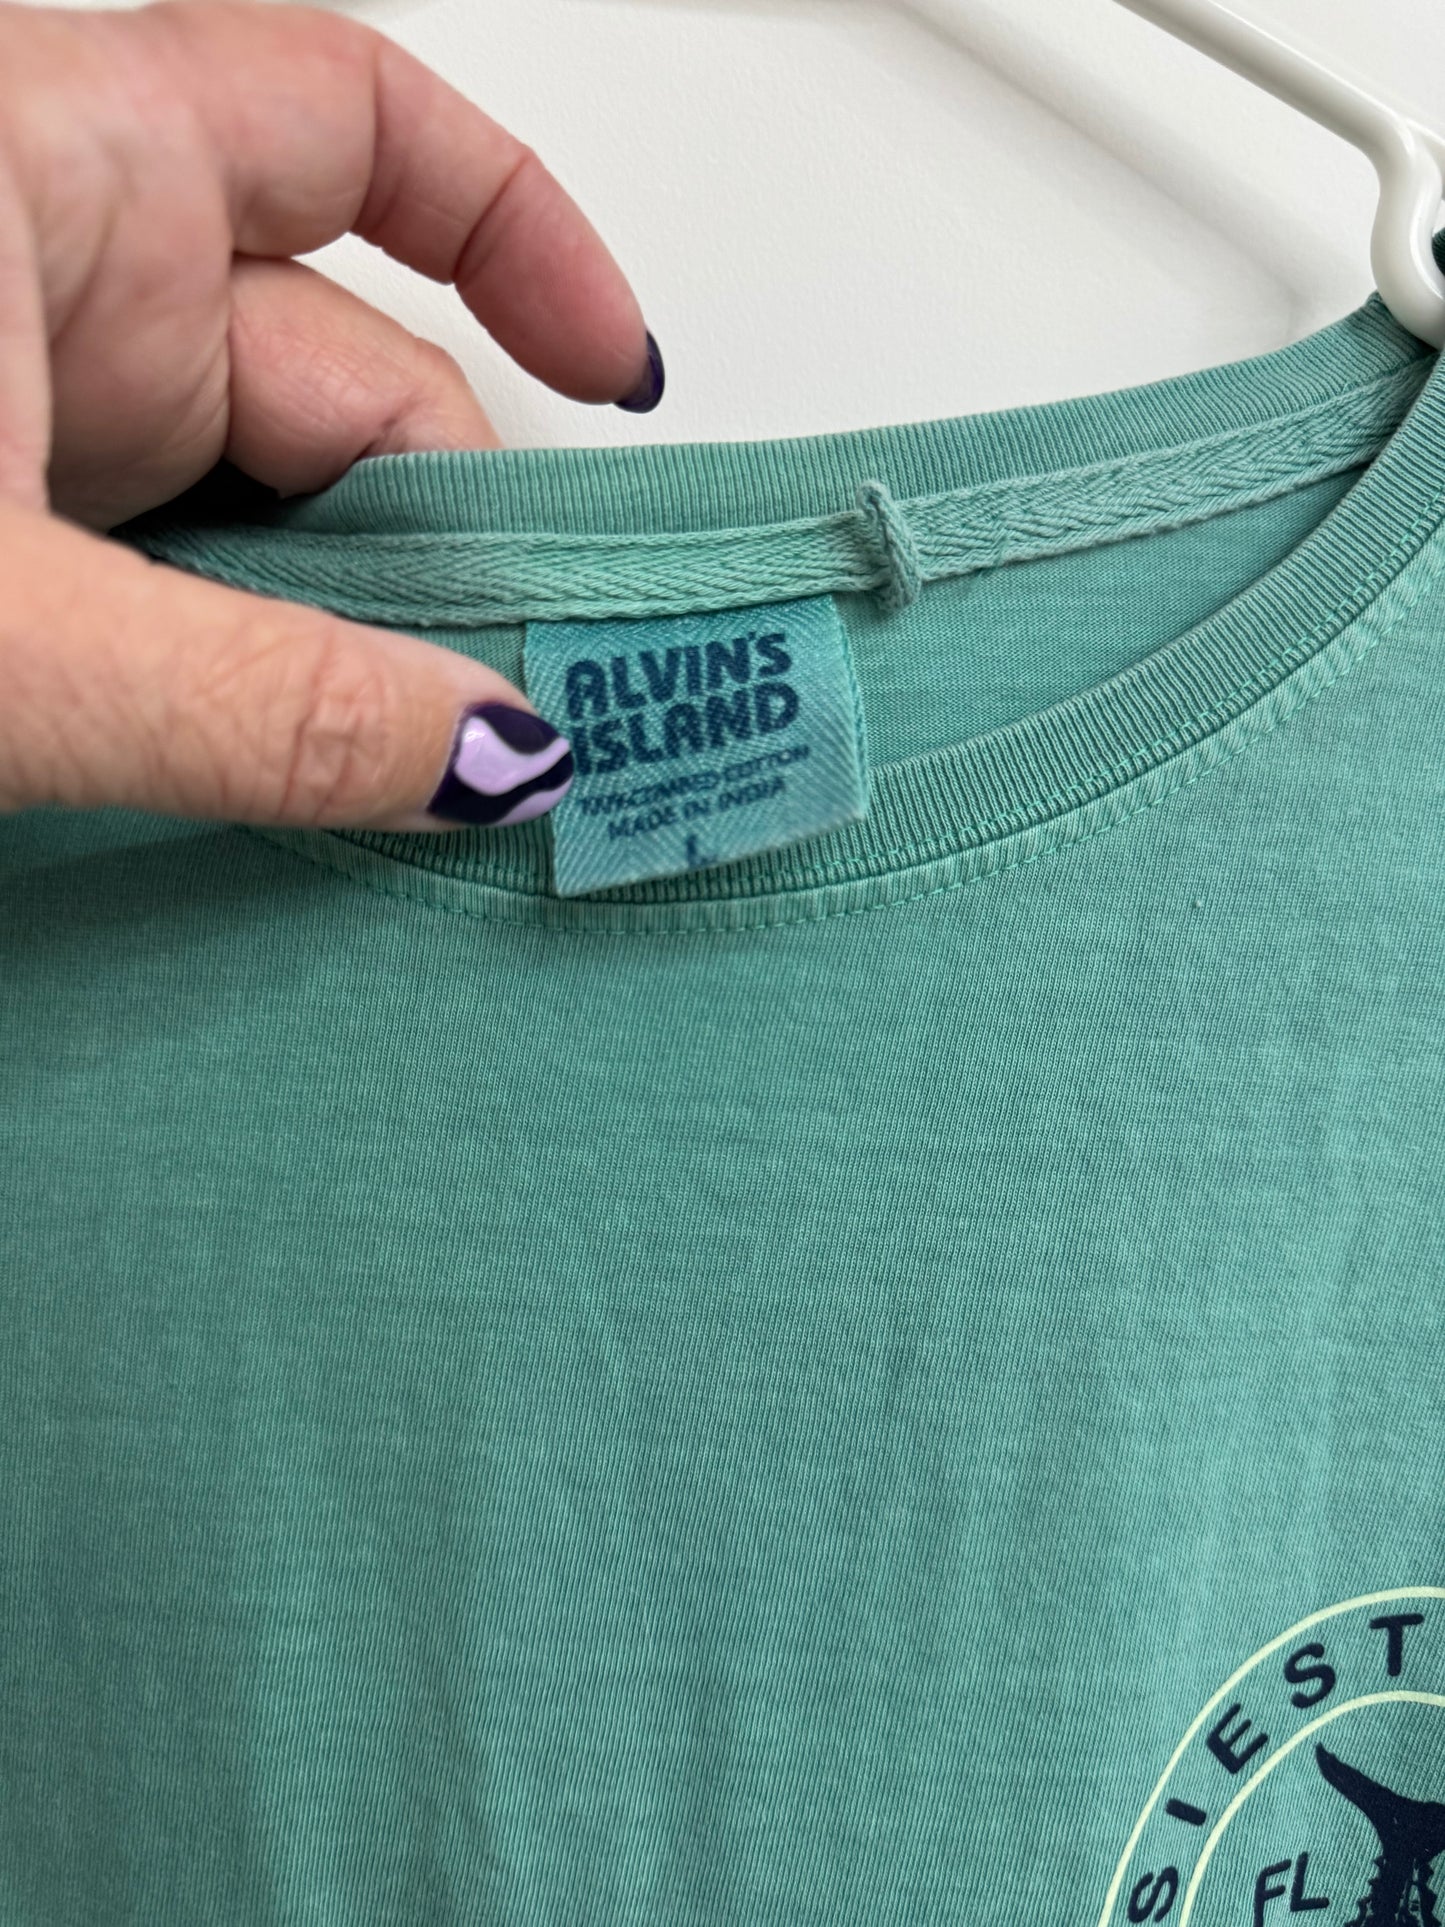 ALVIN'S
ISLAND
100% COMBED COTTON
MADE IN INDIA
L
SIEST
FL